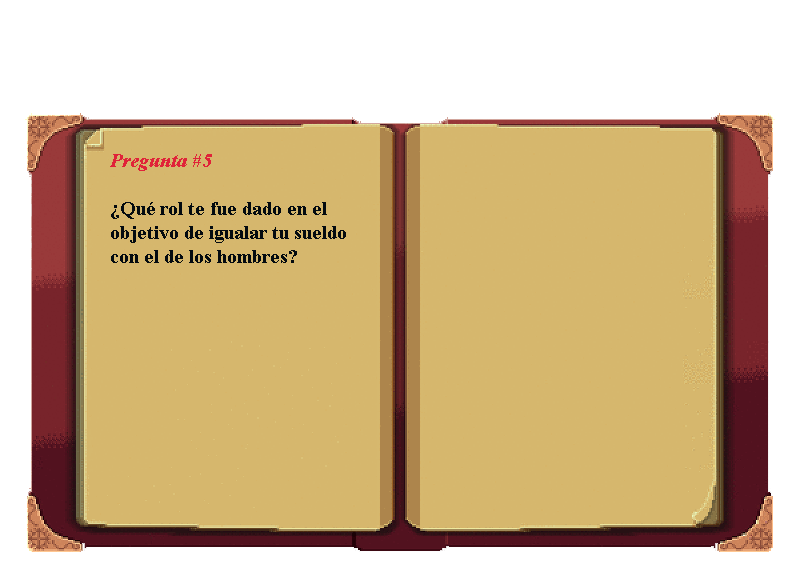 Pregunta #5
¿Qué rol te fue dado en el
objetivo de igualar tu sueldo
con el de los hombres?